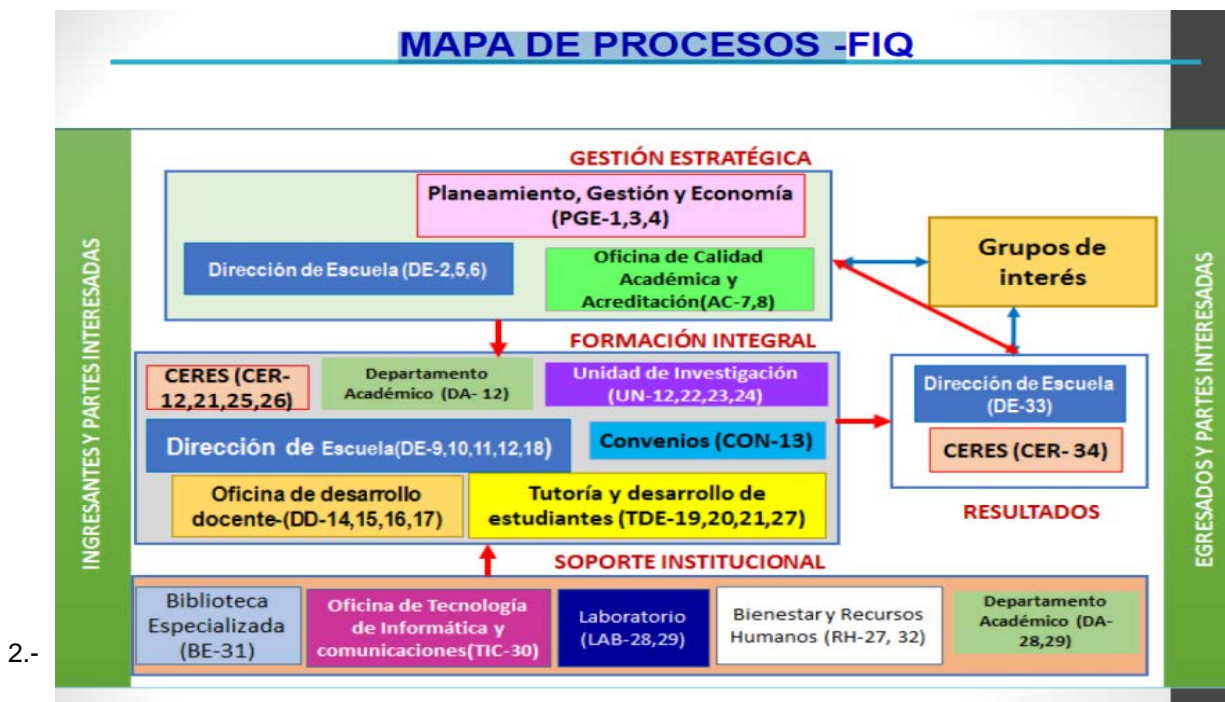 MAPA DE PROCESOS -FIQ
INGRESANTES Y PARTES INTERESADAS
GESTIÓN ESTRATÉGICA
Planeamiento, Gestión y Economía
(PGE-1,3,4)
Dirección de Escuela (DE-2,5,6)
Oficina de Calidad
Académica y
Acreditación(AC-7,8)
Grupos de
interés
FORMACIÓN INTEGRAL
CERES (CER-
12,21,25,26)
Departamento
Académico (DA- 12)
Unidad de Investigación
(UN-12,22,23,24)
Dirección de Escuela(DE-9,10,11,12,18)
Convenios (CON-13)
Oficina de desarrollo
docente-(DD-14,15,16,17)
Tutoría y desarrollo de
estudiantes (TDE-19,20,21,27)
Dirección de Escuela
(DE-33)
CERES (CER- 34)
RESULTADOS
SOPORTE INSTITUCIONAL
Biblioteca
Especializada
(BE-31)
Oficina de Tecnología
de Informática y
comunicaciones(TIC-30)
Laboratorio
(LAB-28,29)
Bienestar y Recursos
Humanos (RH-27, 32)
Departamento
Académico (DA-
28,29)
EGRESADOS Y PARTES INTERESADAS
2.-